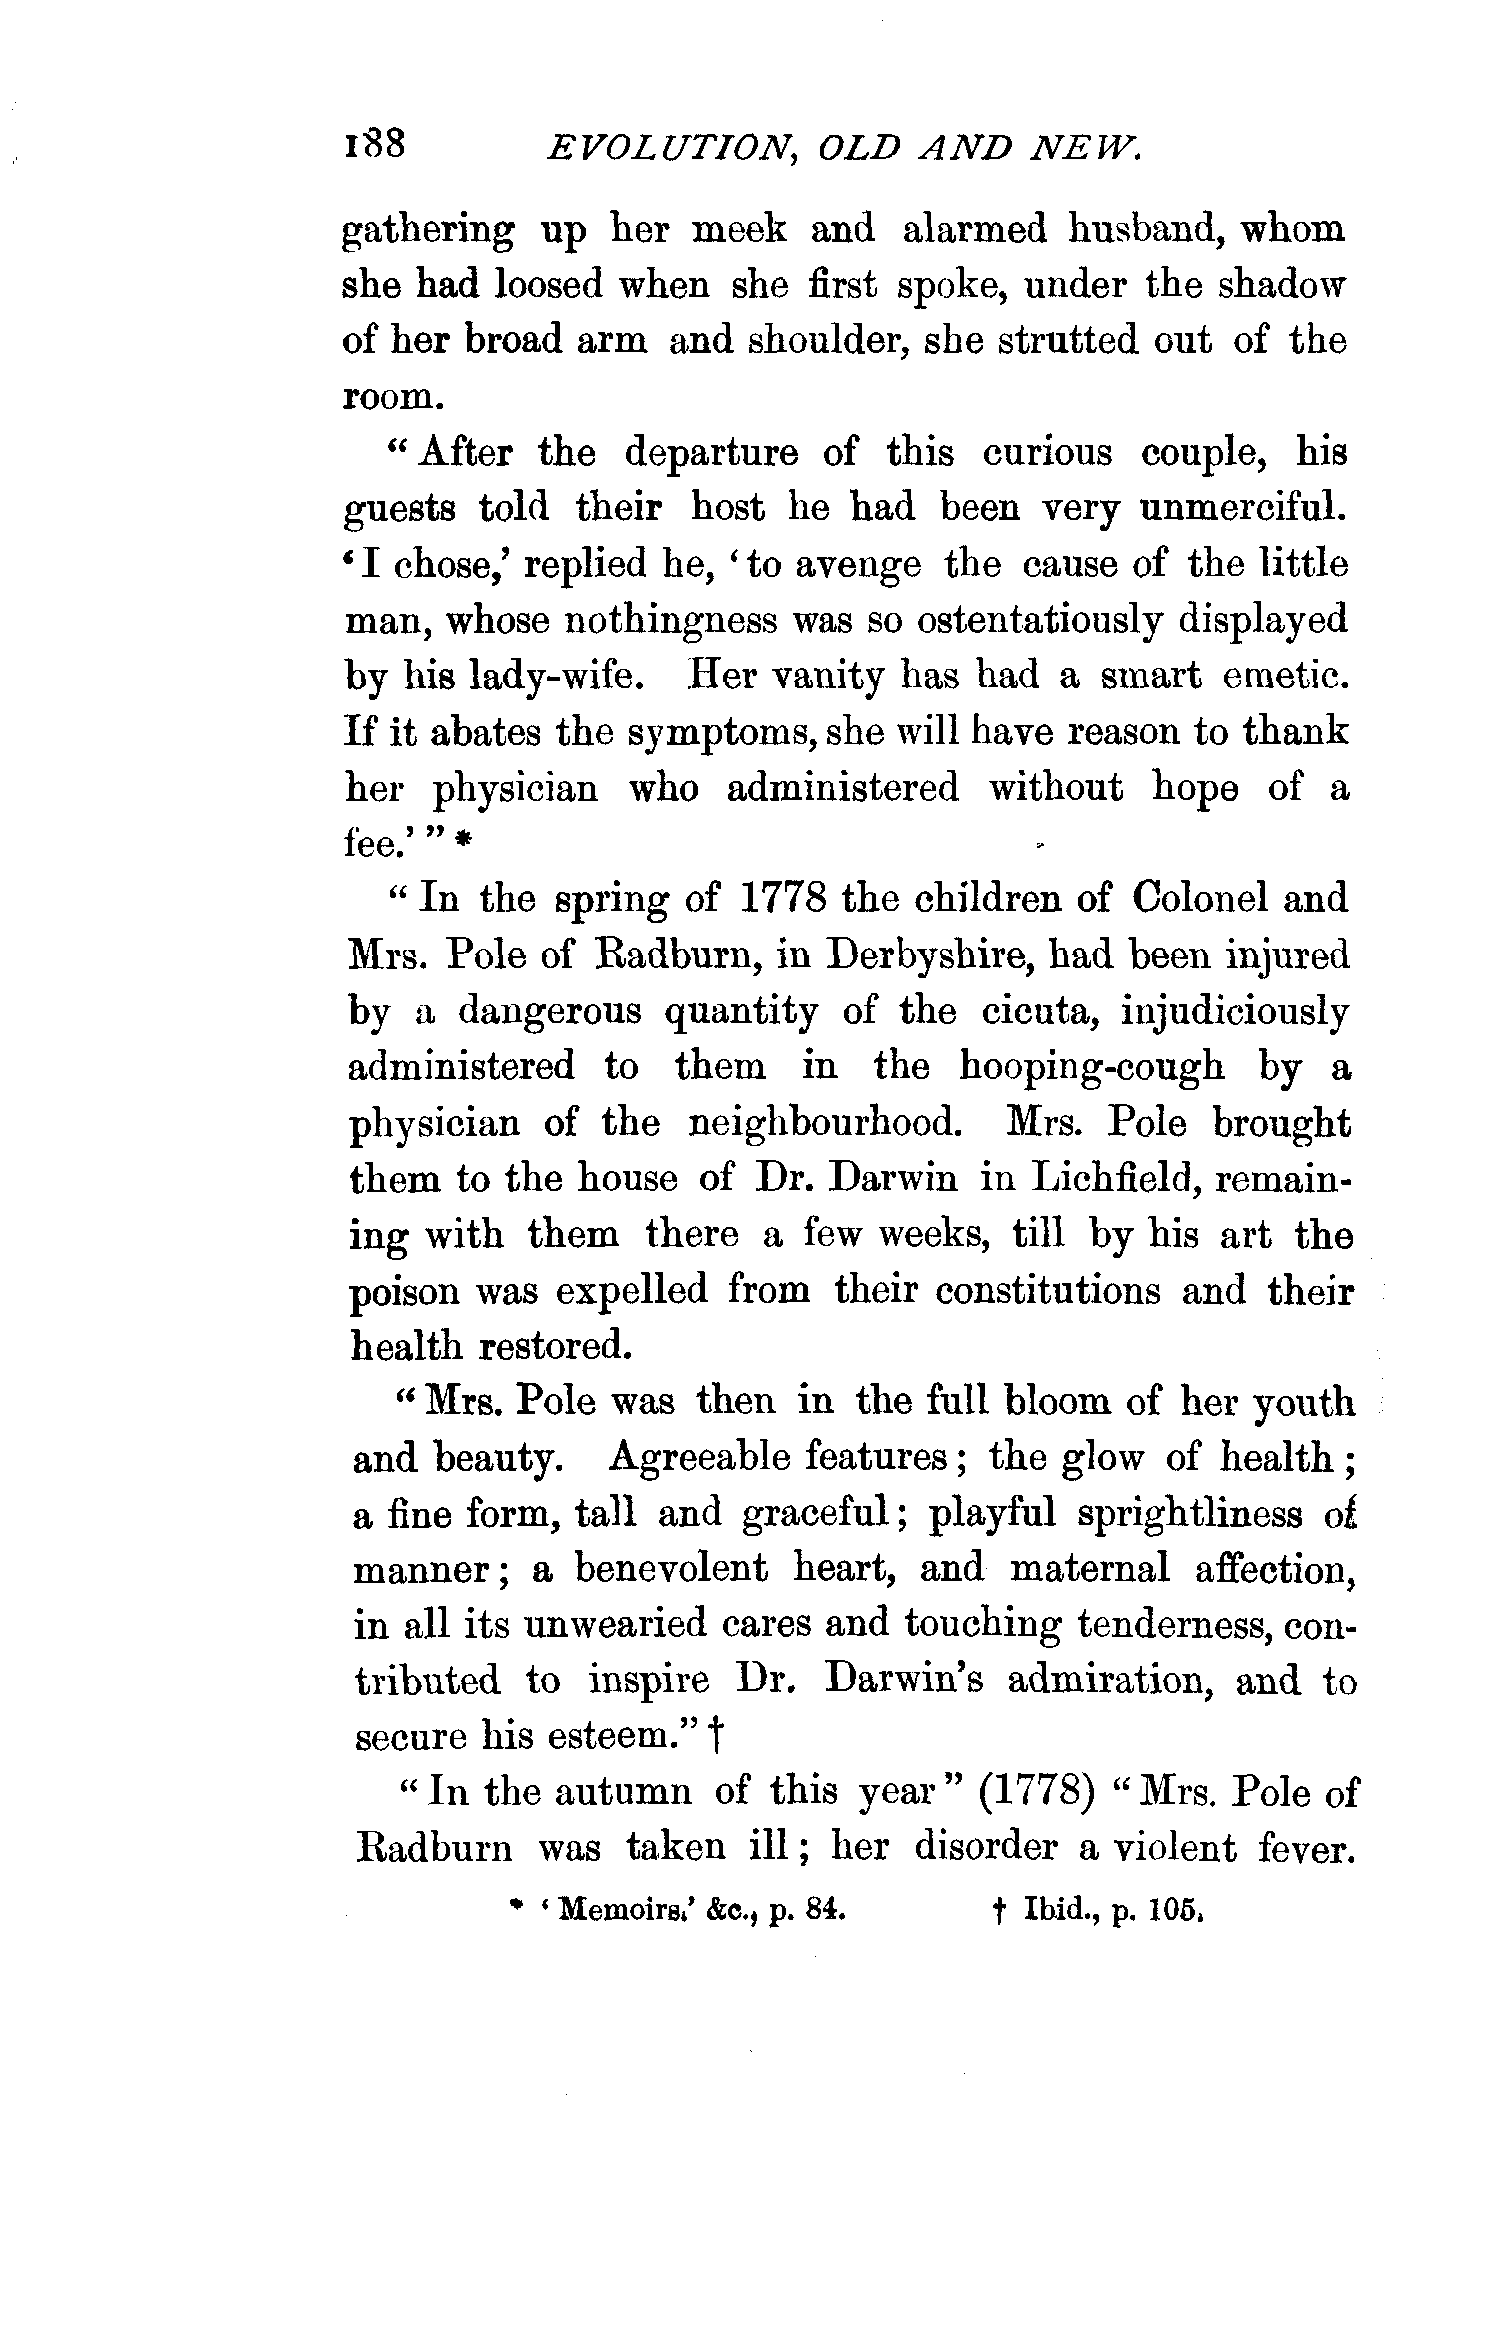 188 EVOLUTION, OLD AND NEW.
gathering up her meek and alarmed husband, whom
she had loosed when she first spoke, under the shadow
of her broad arm and shoulder, she strutted out of the
room.
“After the departure of this curious couple, his
guests told their host he had been very unmerciful.
‘I chose,’ replied he, ‘to avenge the cause of the little
man, whose nothingness was so ostentatiously displayed
by his lady-wife. Her vanity has had a smart emetic.
If it abates the symptoms, she will have reason to thank
her physician who administered without hope of a
fee.’ ” *
“In the spring of 1778 the children of Colonel and
Mrs. Pole of Radburn, in Derbyshire, had been injured
by a dangerous quantity of the cicuta, injudiciously
administered to them in the hooping-cough by a
physician of the neighbourhood. Mrs. Pole brought
them to the house of Dr. Darwin in Lichfield, remain-
ing with them there a few weeks, till by his art the
poison was expelled from their constitutions and their
health restored.
“Mrs. Pole was then in the full bloom of her youth
and beauty. Agreeable features; the glow of health;
a fine form, tall and graceful; playful sprightliness of
manner; a benevolent heart, and maternal affection,
in all its unwearied cares and touching tenderness, con-
tributed to inspire Dr. Darwin's admiration, and to
secure his esteem.” †
“In the autumn of this year” (1778) “Mrs. Pole of
Radburn was taken ill; her disorder a violent fever.
* ‘Memoirs,’ &c., p. 84. † Ibid., p. 105.